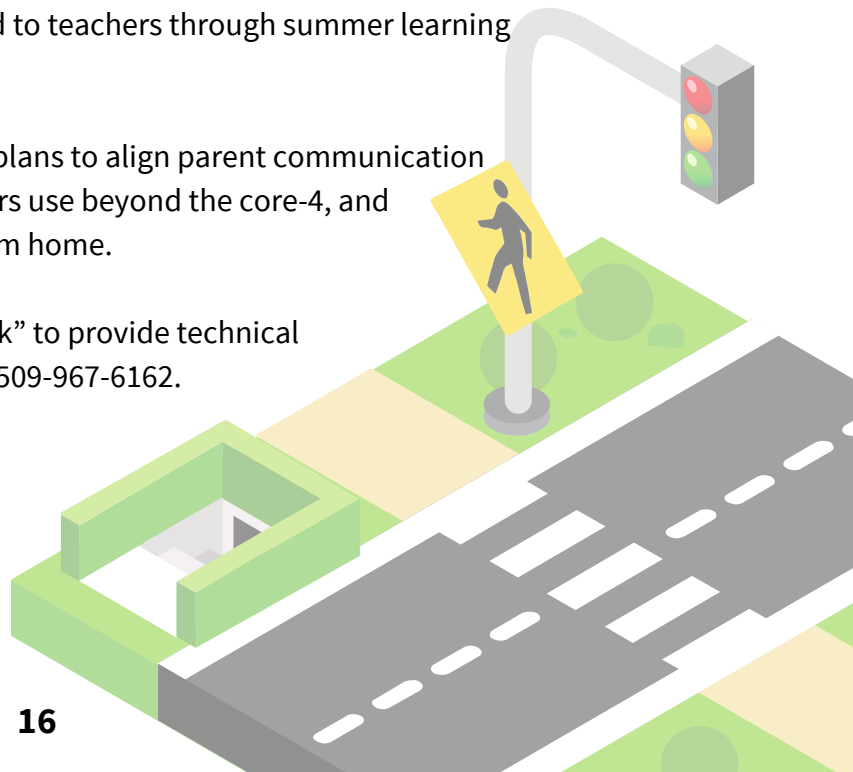 to teachers through summer learning
plans to align parent communication
use beyond the core-4, and
home.
to provide technical
509-967-6162.
16